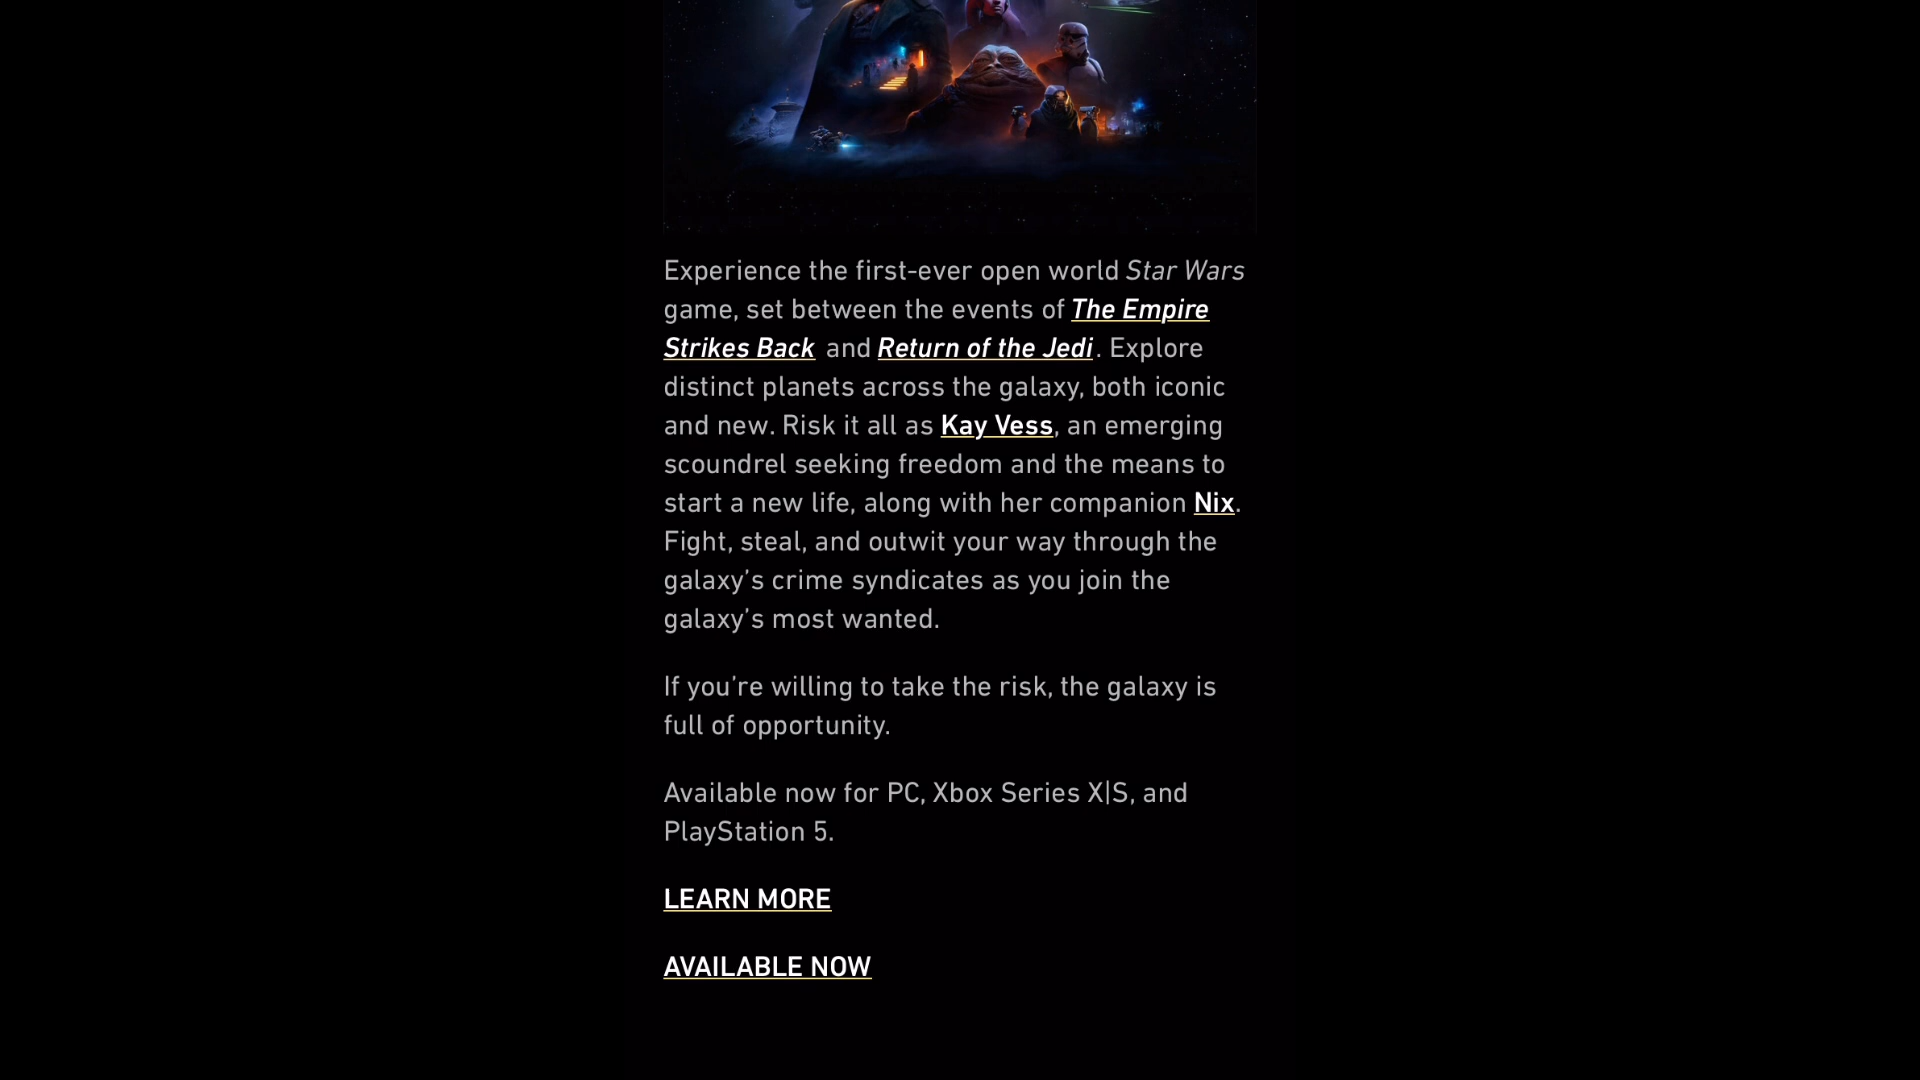 Experience the first-ever open world Star Wars
game, set between the events of The Empire
Strikes Back and Return of the Jedi. Explore
distinct planets across the galaxy, both iconic
and new. Risk it all as Kay Vess, an emerging
scoundrel seeking freedom and the means to
start a new life, along with her companion Nix.
Fight, steal, and outwit your way through the
galaxy’s crime syndicates as you join the
galaxy’s most wanted.
If you’re willing to take the risk, the galaxy is
full of opportunity.
Available now for PC, Xbox Series X|S, and
PlayStation 5.
LEARN MORE
AVAILABLE NOW